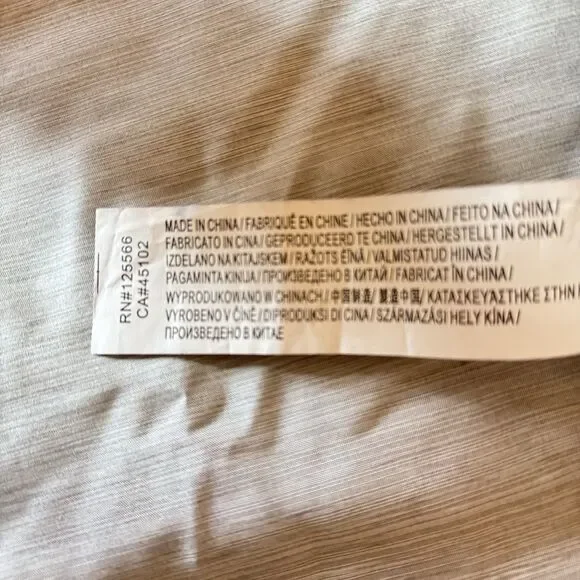 RN#125566
CA#45102
MADE IN CHINA / FABRIQUÉ EN CHINE / HECHO IN CHINA / FEITO NA CHINA /
FABRICATO IN CINA / GEPRODUCEERD TE CHINA / HERGESTELLT IN CHINA /
IZDELANO NA KITAJSKEM / RAŽOTS ĒĪNĀ / VALMISTATUD HIINAS /
PAGAMINTA KINIJA / ПРОИЗВЕДЕНО В КИТАЙ / FABRICAT ÎN CHINA /
WYPRODUKOWANO W CHINACH / 中国制造 / 製造中国 / ΚΑΤΑΣΚΕΥΆΣΤΗΚΕ ΣΤΗΝ
VYROBENO V ČÍNĚ / DIPRODUKSI DI CINA / SZÁRMAZÁSI HELY KÍNA /
ПРОИЗВЕДЕНО В КИТАЕ